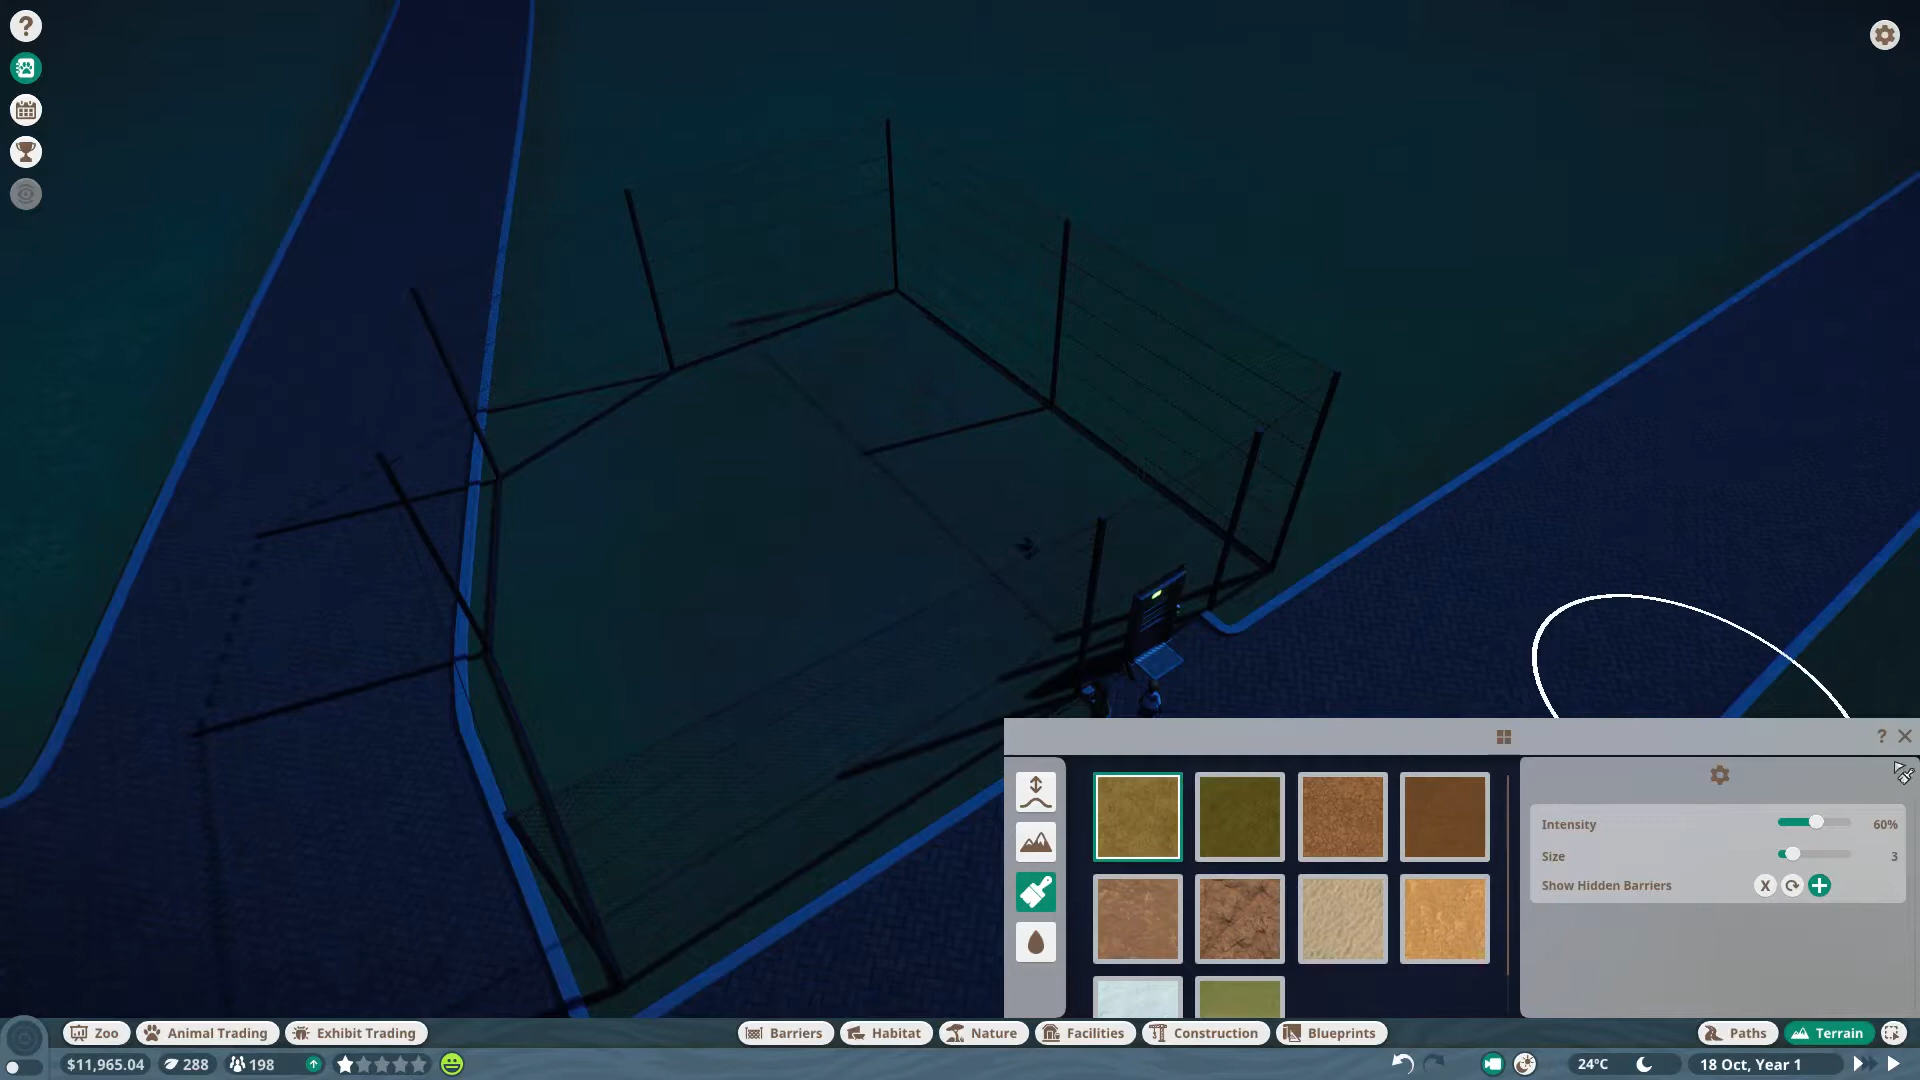 ?
?
Intensity 60%
Size 3
Show Hidden Barriers X
Zoo Animal Trading Exhibit Trading Barriers Habitat Nature Facilities Construction Blueprints Paths Terrain
$11,965.04 288 198 24°C 18 Oct, Year 1